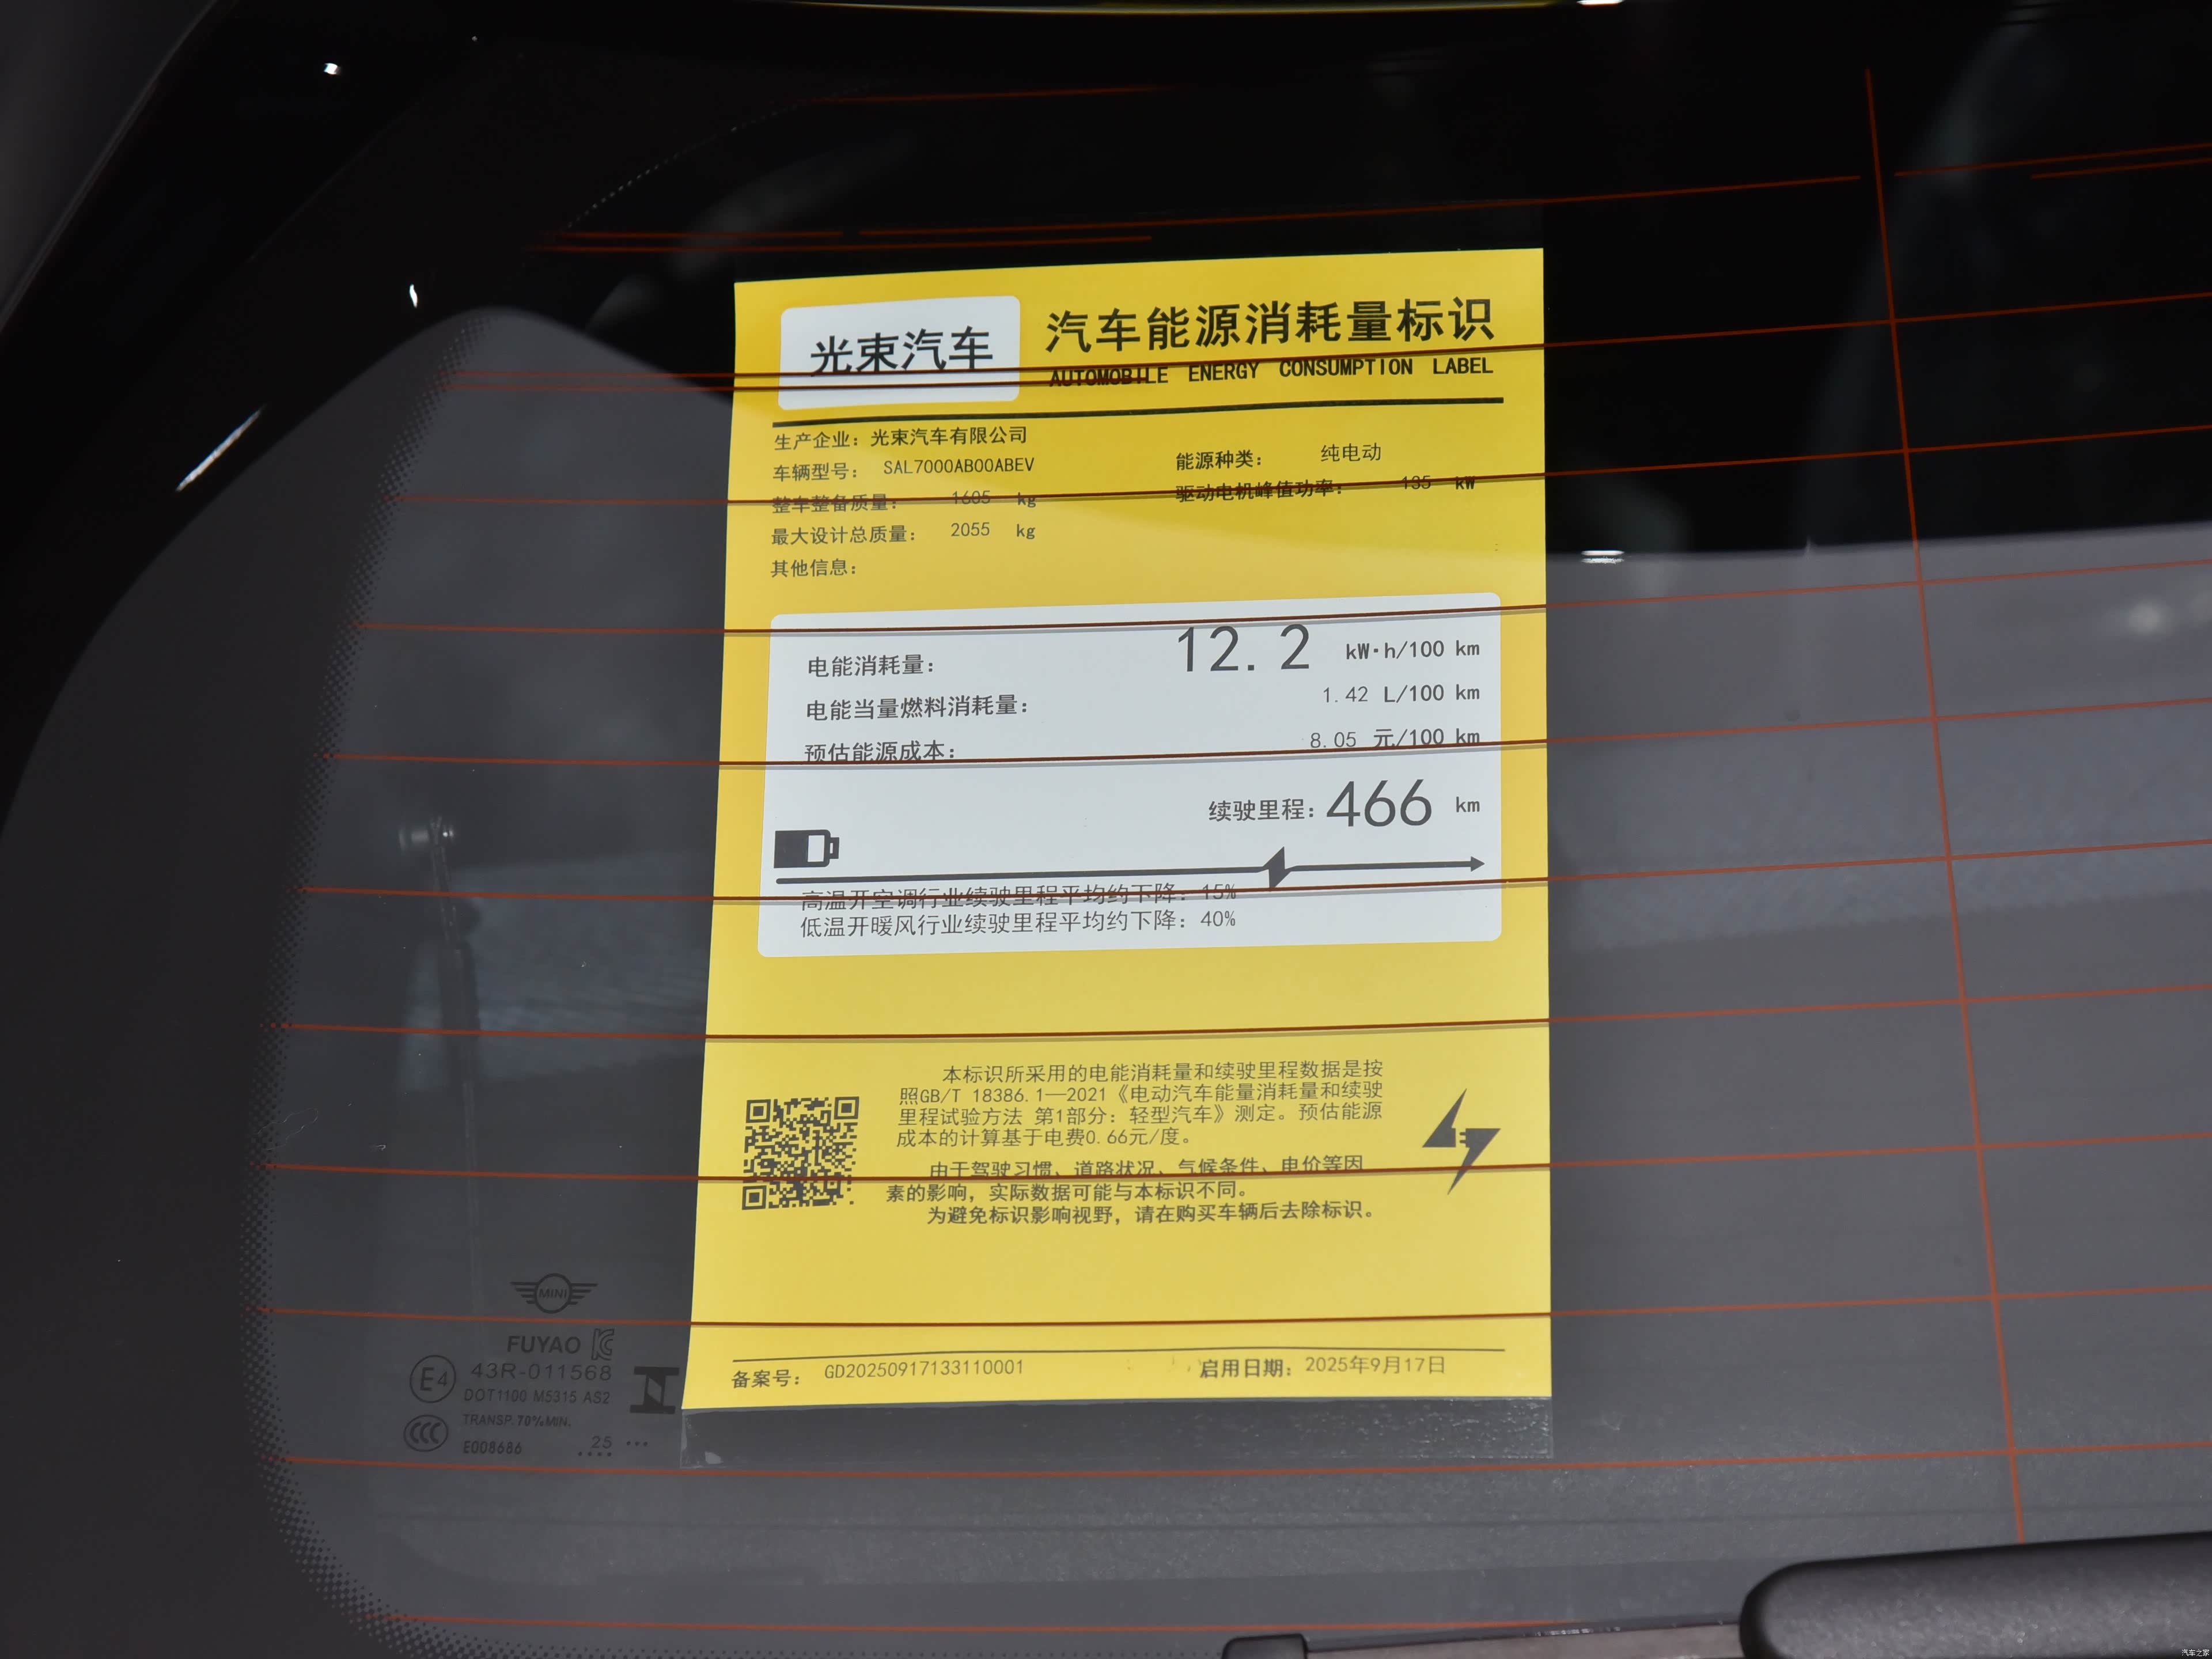 光束汽车
汽车能源消耗量标识
AUTOMOBILE ENERGY CONSUMPTION LABEL
生产企业：光束汽车有限公司
车辆型号： SAL7000AB00ABEV
能源种类： 纯电动
整车整备质量： 1605 kg
驱动电机峰值功率： 135 kW
最大设计总质量： 2055 kg
其他信息：
电能消耗量： 12.2 kW·h/100 km
电能当量燃料消耗量： 1.42 L/100 km
预估能源成本： 8.05 元/100 km
续驶里程：466 km
高温开空调行业续驶里程平均约下降：15%
低温开暖风行业续驶里程平均约下降：40%
本标识所采用的电能消耗量和续驶里程数据是按
照GB/T 18386.1—2021《电动汽车能量消耗量和续驶
里程试验方法 第1部分：轻型汽车》测定。预估能源
成本的计算基于电费0.66元/度。
由于驾驶习惯、道路状况、气候条件、电价等因
素的影响，实际数据可能与本标识不同。
为避免标识影响视野，请在购买车辆后去除标识。
备案号： GD20250917133110001
启用日期：2025年9月17日
MINI
FUYAO
E4 43R-011568
DOT1100 M5315 AS2
TRANSP.70%MIN.
CCC
E008686 ..25...
汽车之家